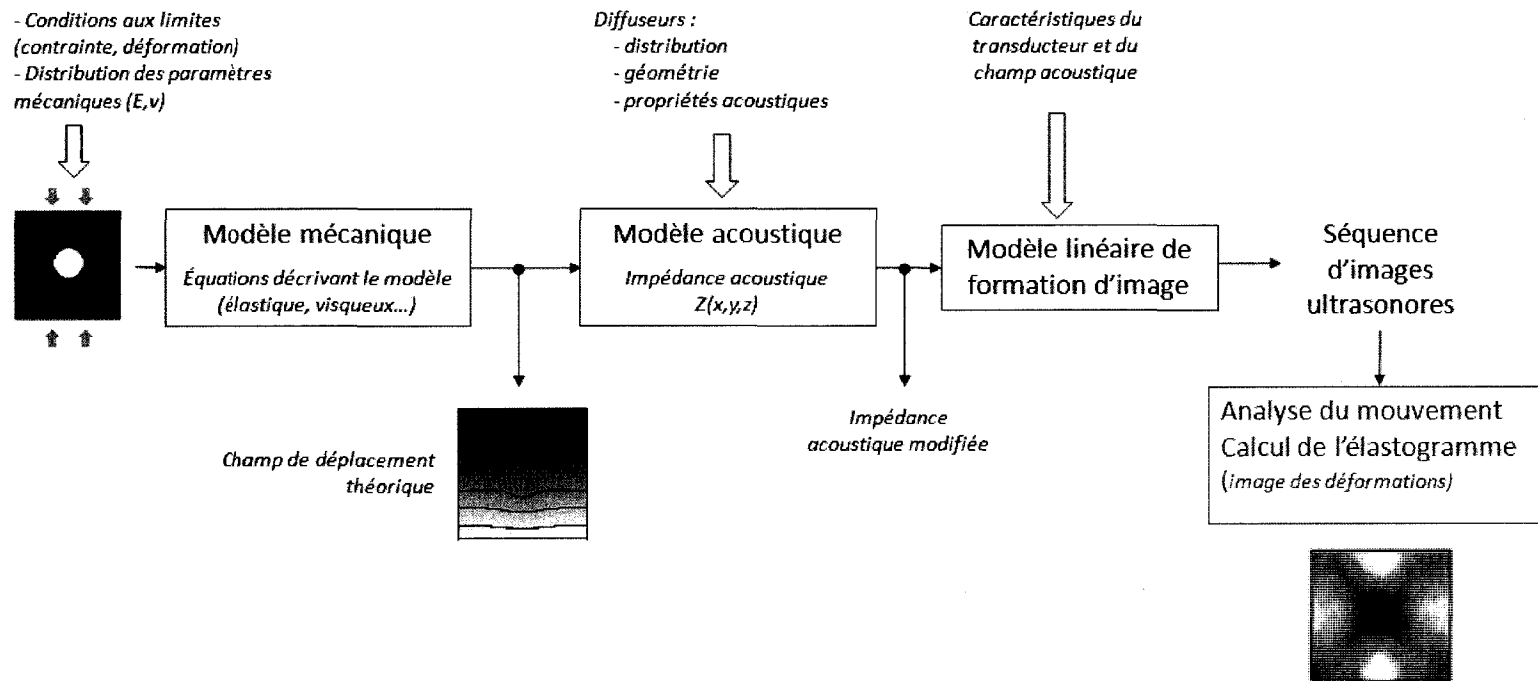 - Conditions aux limites
(contrainte, déformation)
- Distribution des paramètres
mécaniques (E,ν)
Diffuseurs :
- distribution
- géométrie
- propriétés acoustiques
Caractéristiques du
transducteur et du
champ acoustique
Modèle mécanique
Équations décrivant le modèle
(élastique, visqueux...)
Modèle acoustique
Impédance acoustique
Z(x,y,z)
Modèle linéaire de
formation d'image
Séquence
d'images
ultrasonores
Champ de déplacement
théorique
Impédance
acoustique modifiée
Analyse du mouvement
Calcul de l'élastogramme
(image des déformations)